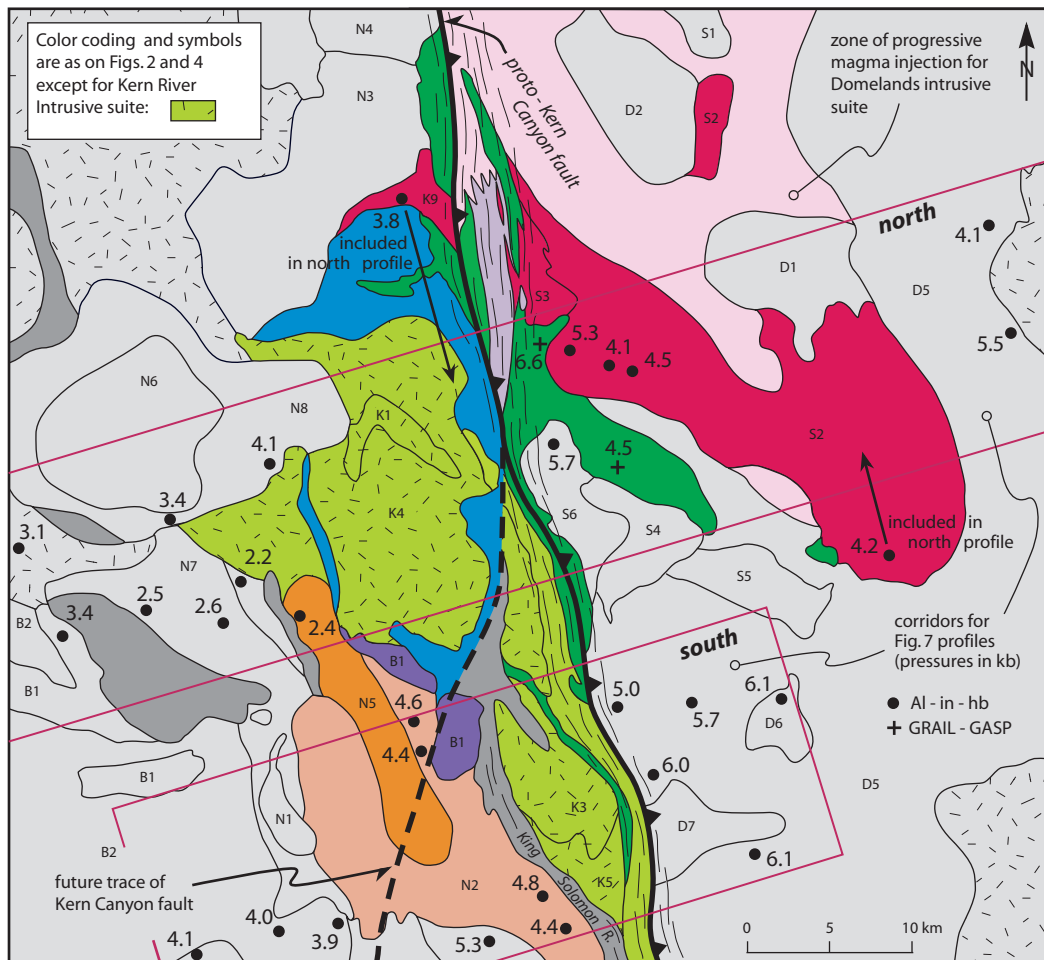 Color coding and symbols
are as on Figs. 2 and 4
except for Kern River
Intrusive suite:
N4
N3
proto - Kern
Canyon fault
S1
D2
S2
zone of progressive
magma injection for
Domelands intrusive
suite
N
K9
3.8
included
in north profile
north
4.1
D1
D5
S3
5.3
6.6
4.1
4.5
5.5
N6
N8
K1
4.1
5.7
4.5
S2
K4
S6
S4
3.4
3.1
included in
north profile
4.2
N7
2.2
S5
2.5
2.6
3.4
B2
2.4
B1
corridors for
Fig. 7 profiles
(pressures in kb)
south
B1
N5
4.6
5.0
5.7
6.1
Al - in - hb
GRAIL - GASP
D6
4.4
B1
B1
6.0
D5
N1
K3
D7
B2
King
Solomon R.
6.1
future trace of
Kern Canyon fault
N2
4.8
K5
4.0
3.9
4.4
4.1
5.3
0
5
10 km